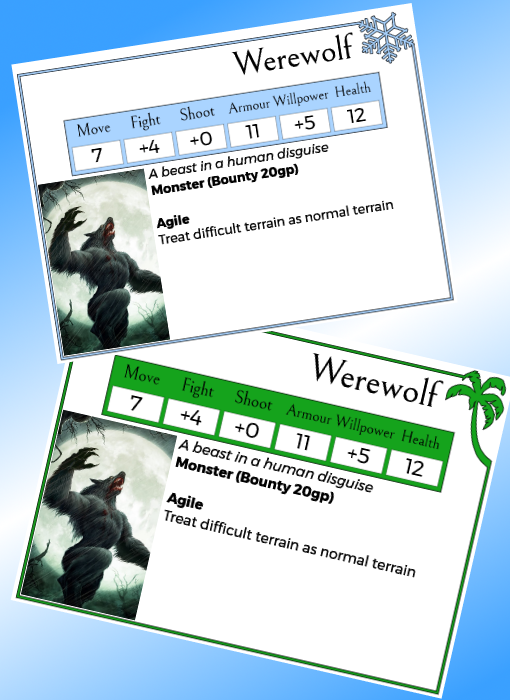 Werewolf
Move Fight Shoot Armour Willpower Health
7 +4 +0 11 +5 12
A beast in a human disguise
Monster (Bounty 20gp)
Agile
Treat difficult terrain as normal terrain
Werewolf
Move Fight Shoot Armour Willpower Health
7 +4 +0 11 +5 12
A beast in a human disguise
Monster (Bounty 20gp)
Agile
Treat difficult terrain as normal terrain